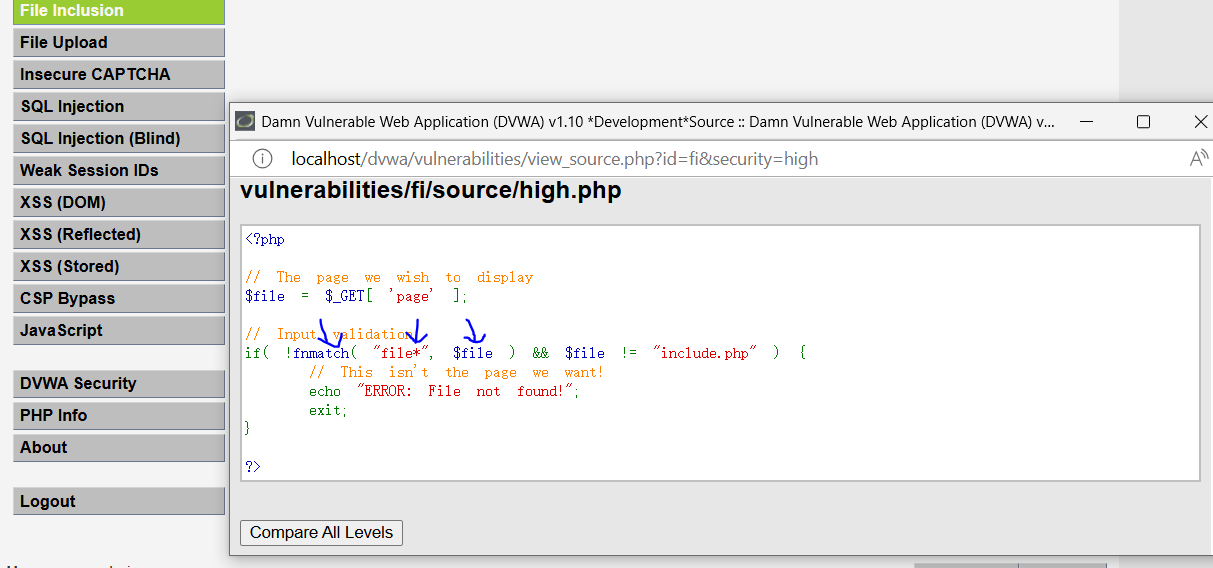 File Inclusion
File Upload
Insecure CAPTCHA
SQL Injection
SQL Injection (Blind)
Weak Session IDs
XSS (DOM)
XSS (Reflected)
XSS (Stored)
CSP Bypass
JavaScript
DVWA Security
PHP Info
About
Logout
Damn Vulnerable Web Application (DVWA) v1.10 *Development*Source :: Damn Vulnerable Web Application (DVWA) v...
localhost/dvwa/vulnerabilities/view_source.php?id=fi&security=high
vulnerabilities/fi/source/high.php
<?php
// The page we wish to display
$file = $_GET[ 'page' ];
// Input validation
if( !fnmatch( "file*", $file ) && $file != "include.php" ) {
// This isn't the page we want!
echo "ERROR: File not found!";
exit;
}
?>
Compare All Levels